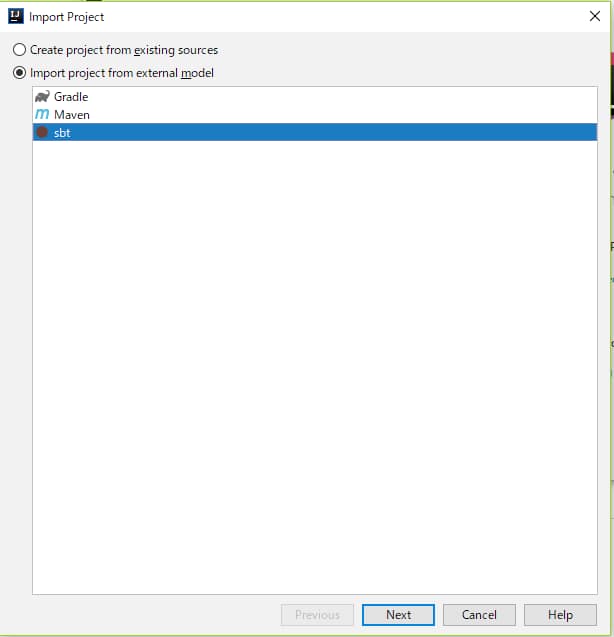 IJ Import Project
Create project from existing sources
Import project from external model
Gradle
m Maven
sbt
Previous Next Cancel Help